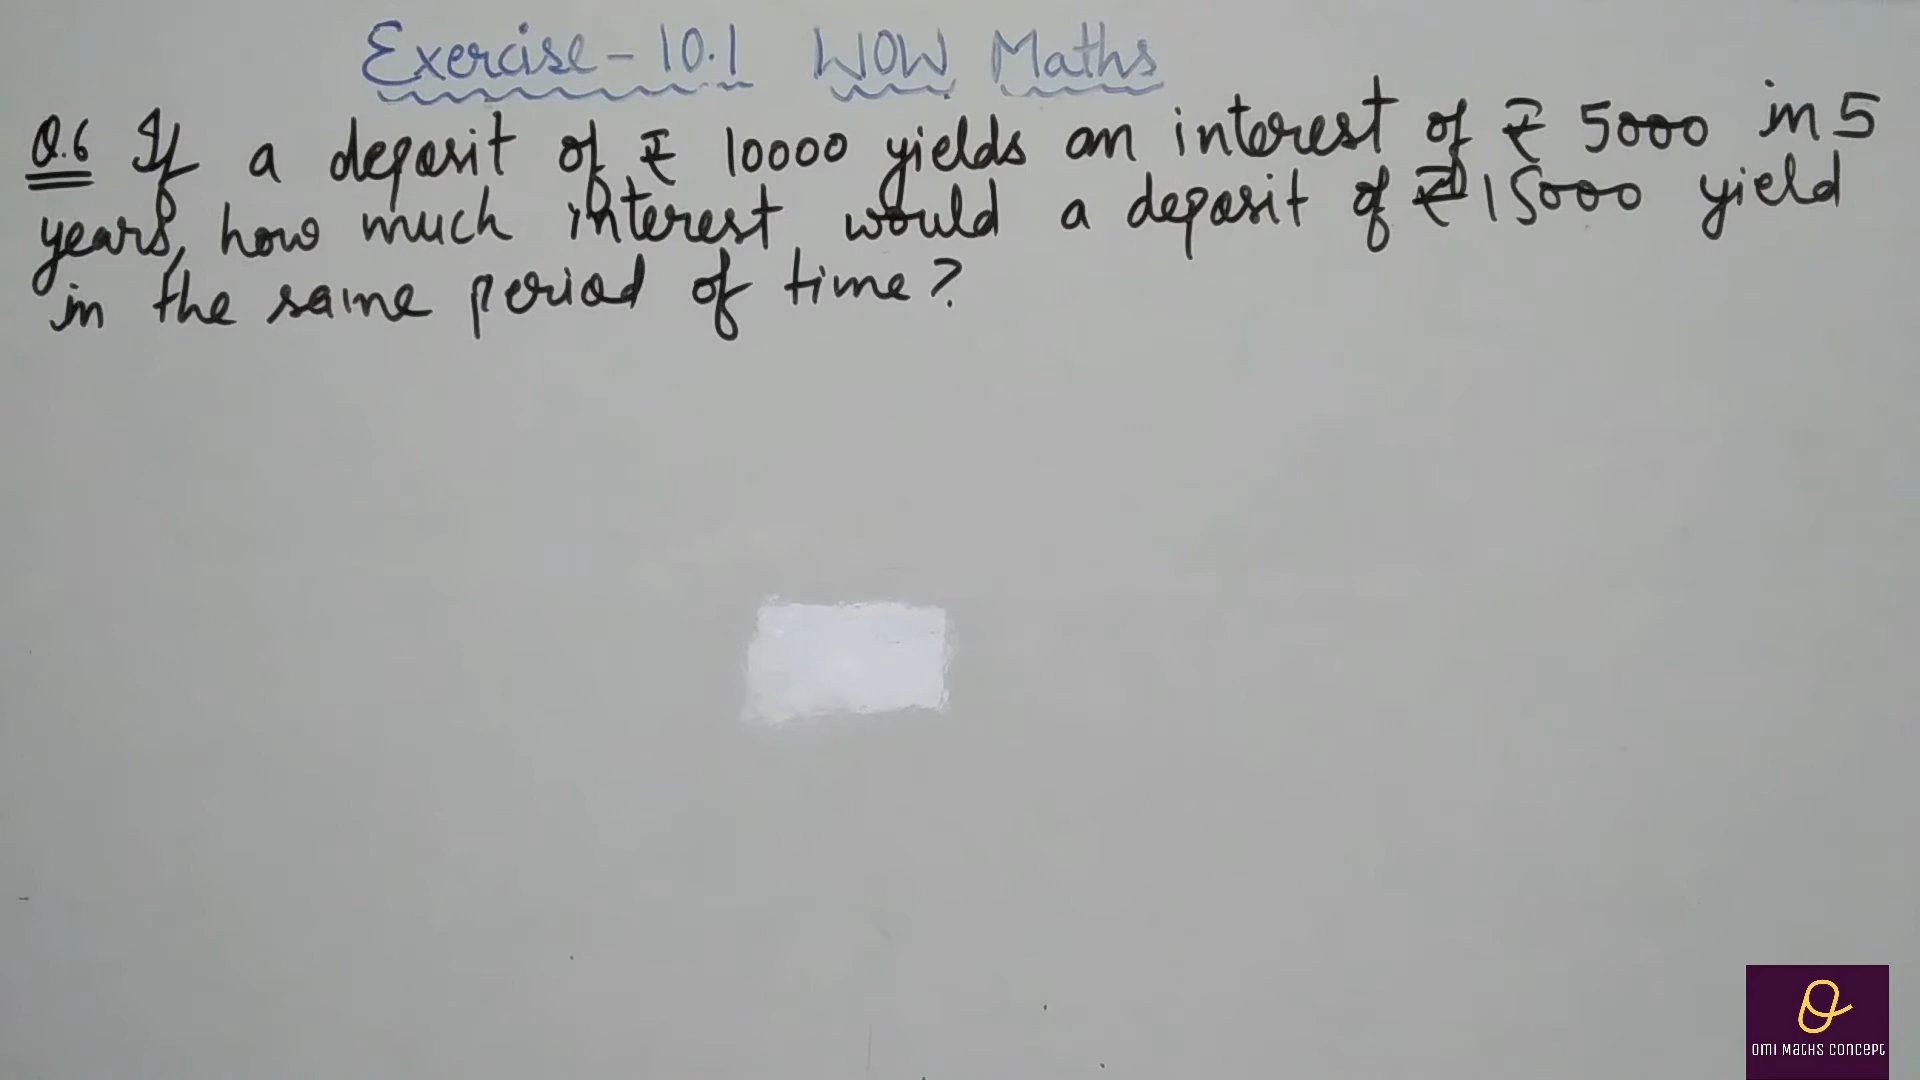 Exercise - 10.1 WOW Maths
Q.6 If a deposit of ₹ 10000 yields an interest of ₹ 5000 in 5
years, how much interest would a deposit of ₹ 15000 yield
in the same period of time?
OMI MATHS CONCEPT